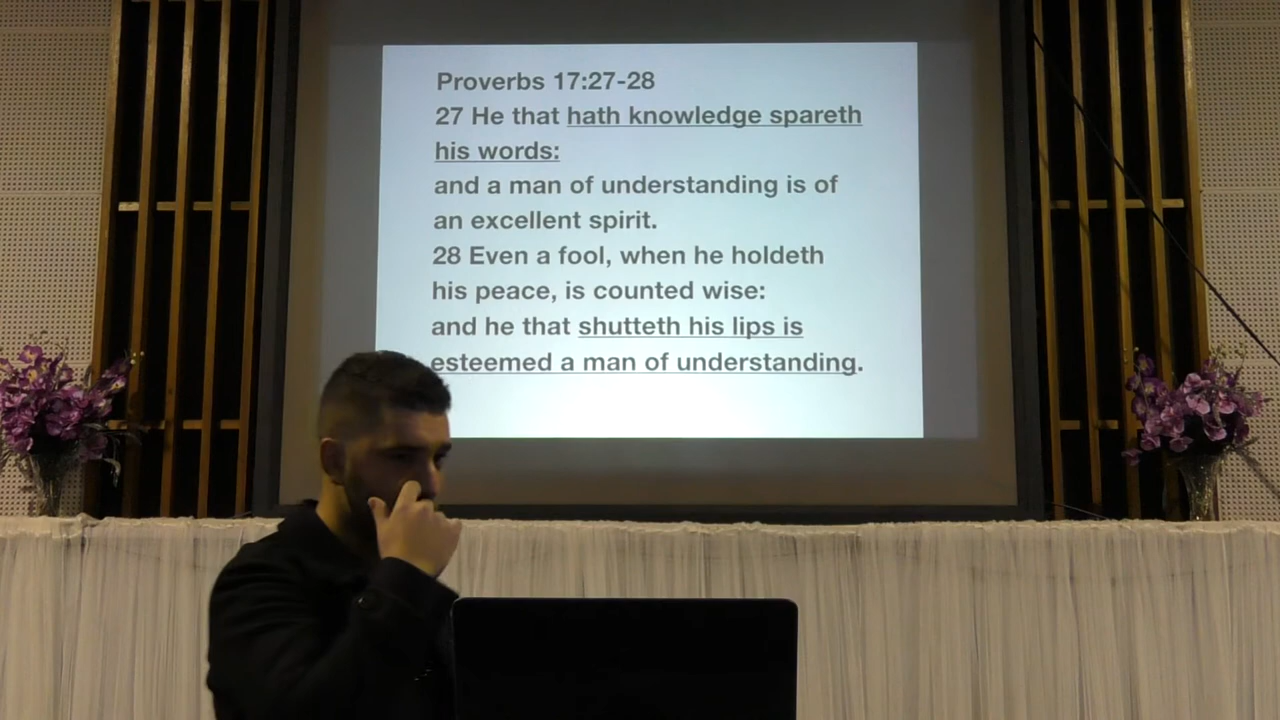 Proverbs 17:27-28
27 He that hath knowledge spareth
his words:
and a man of understanding is of
an excellent spirit.
28 Even a fool, when he holdeth
his peace, is counted wise:
and he that shutteth his lips is
esteemed a man of understanding.